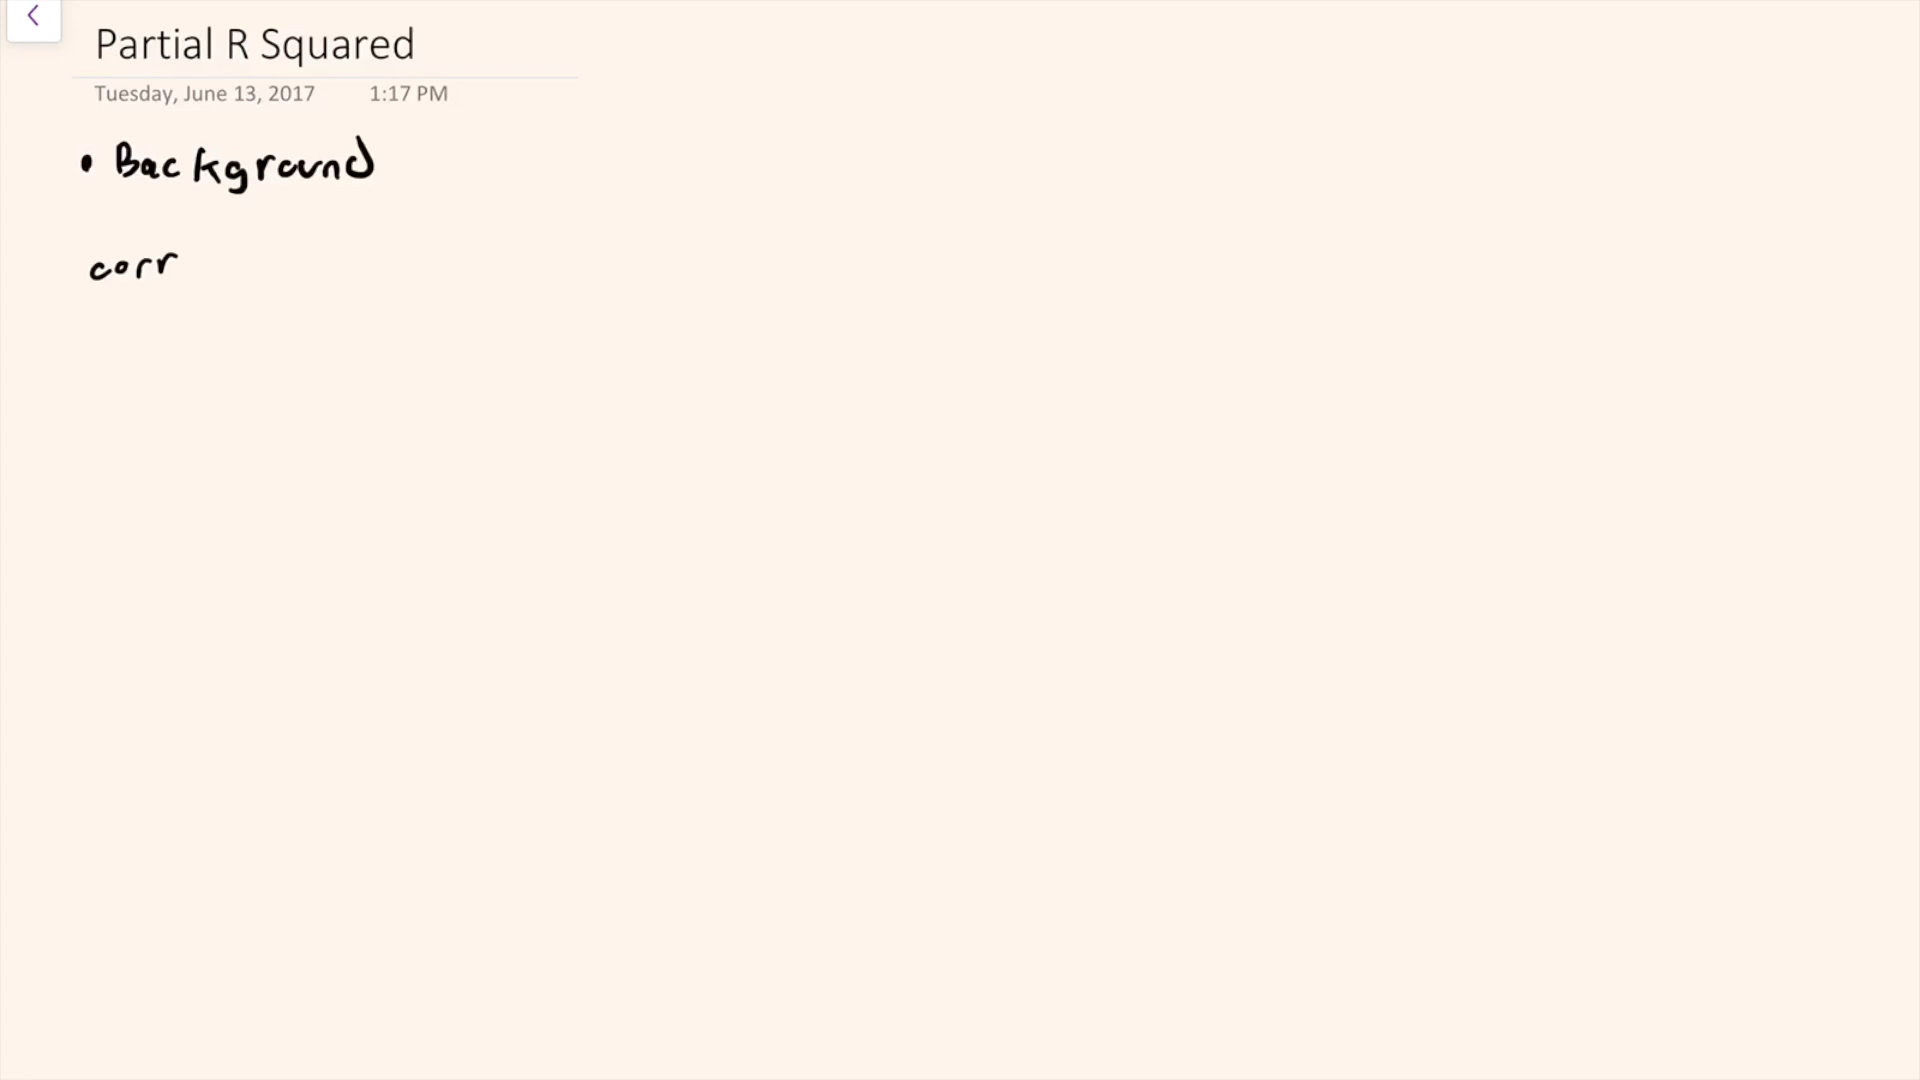 Partial R Squared
Tuesday, June 13, 2017 1:17 PM
• Background
corr